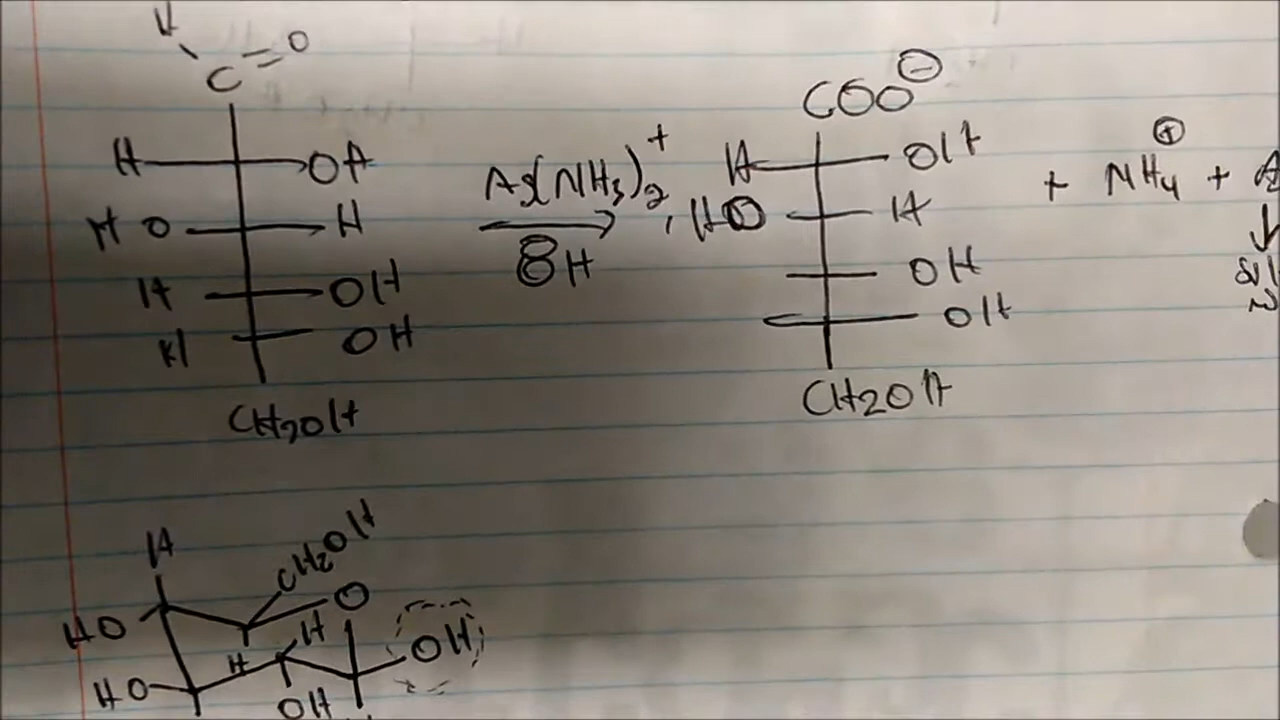 H
C = O
H OH
HO H
H OH
H OH
CH2OH
Ag(NH3)2 +
OH
COO ⊖
H OH
HO H
OH
OH
CH2OH
+ NH4 ⊕ +
H
HO
CH2OH
O
H
H
OH
HO
OH